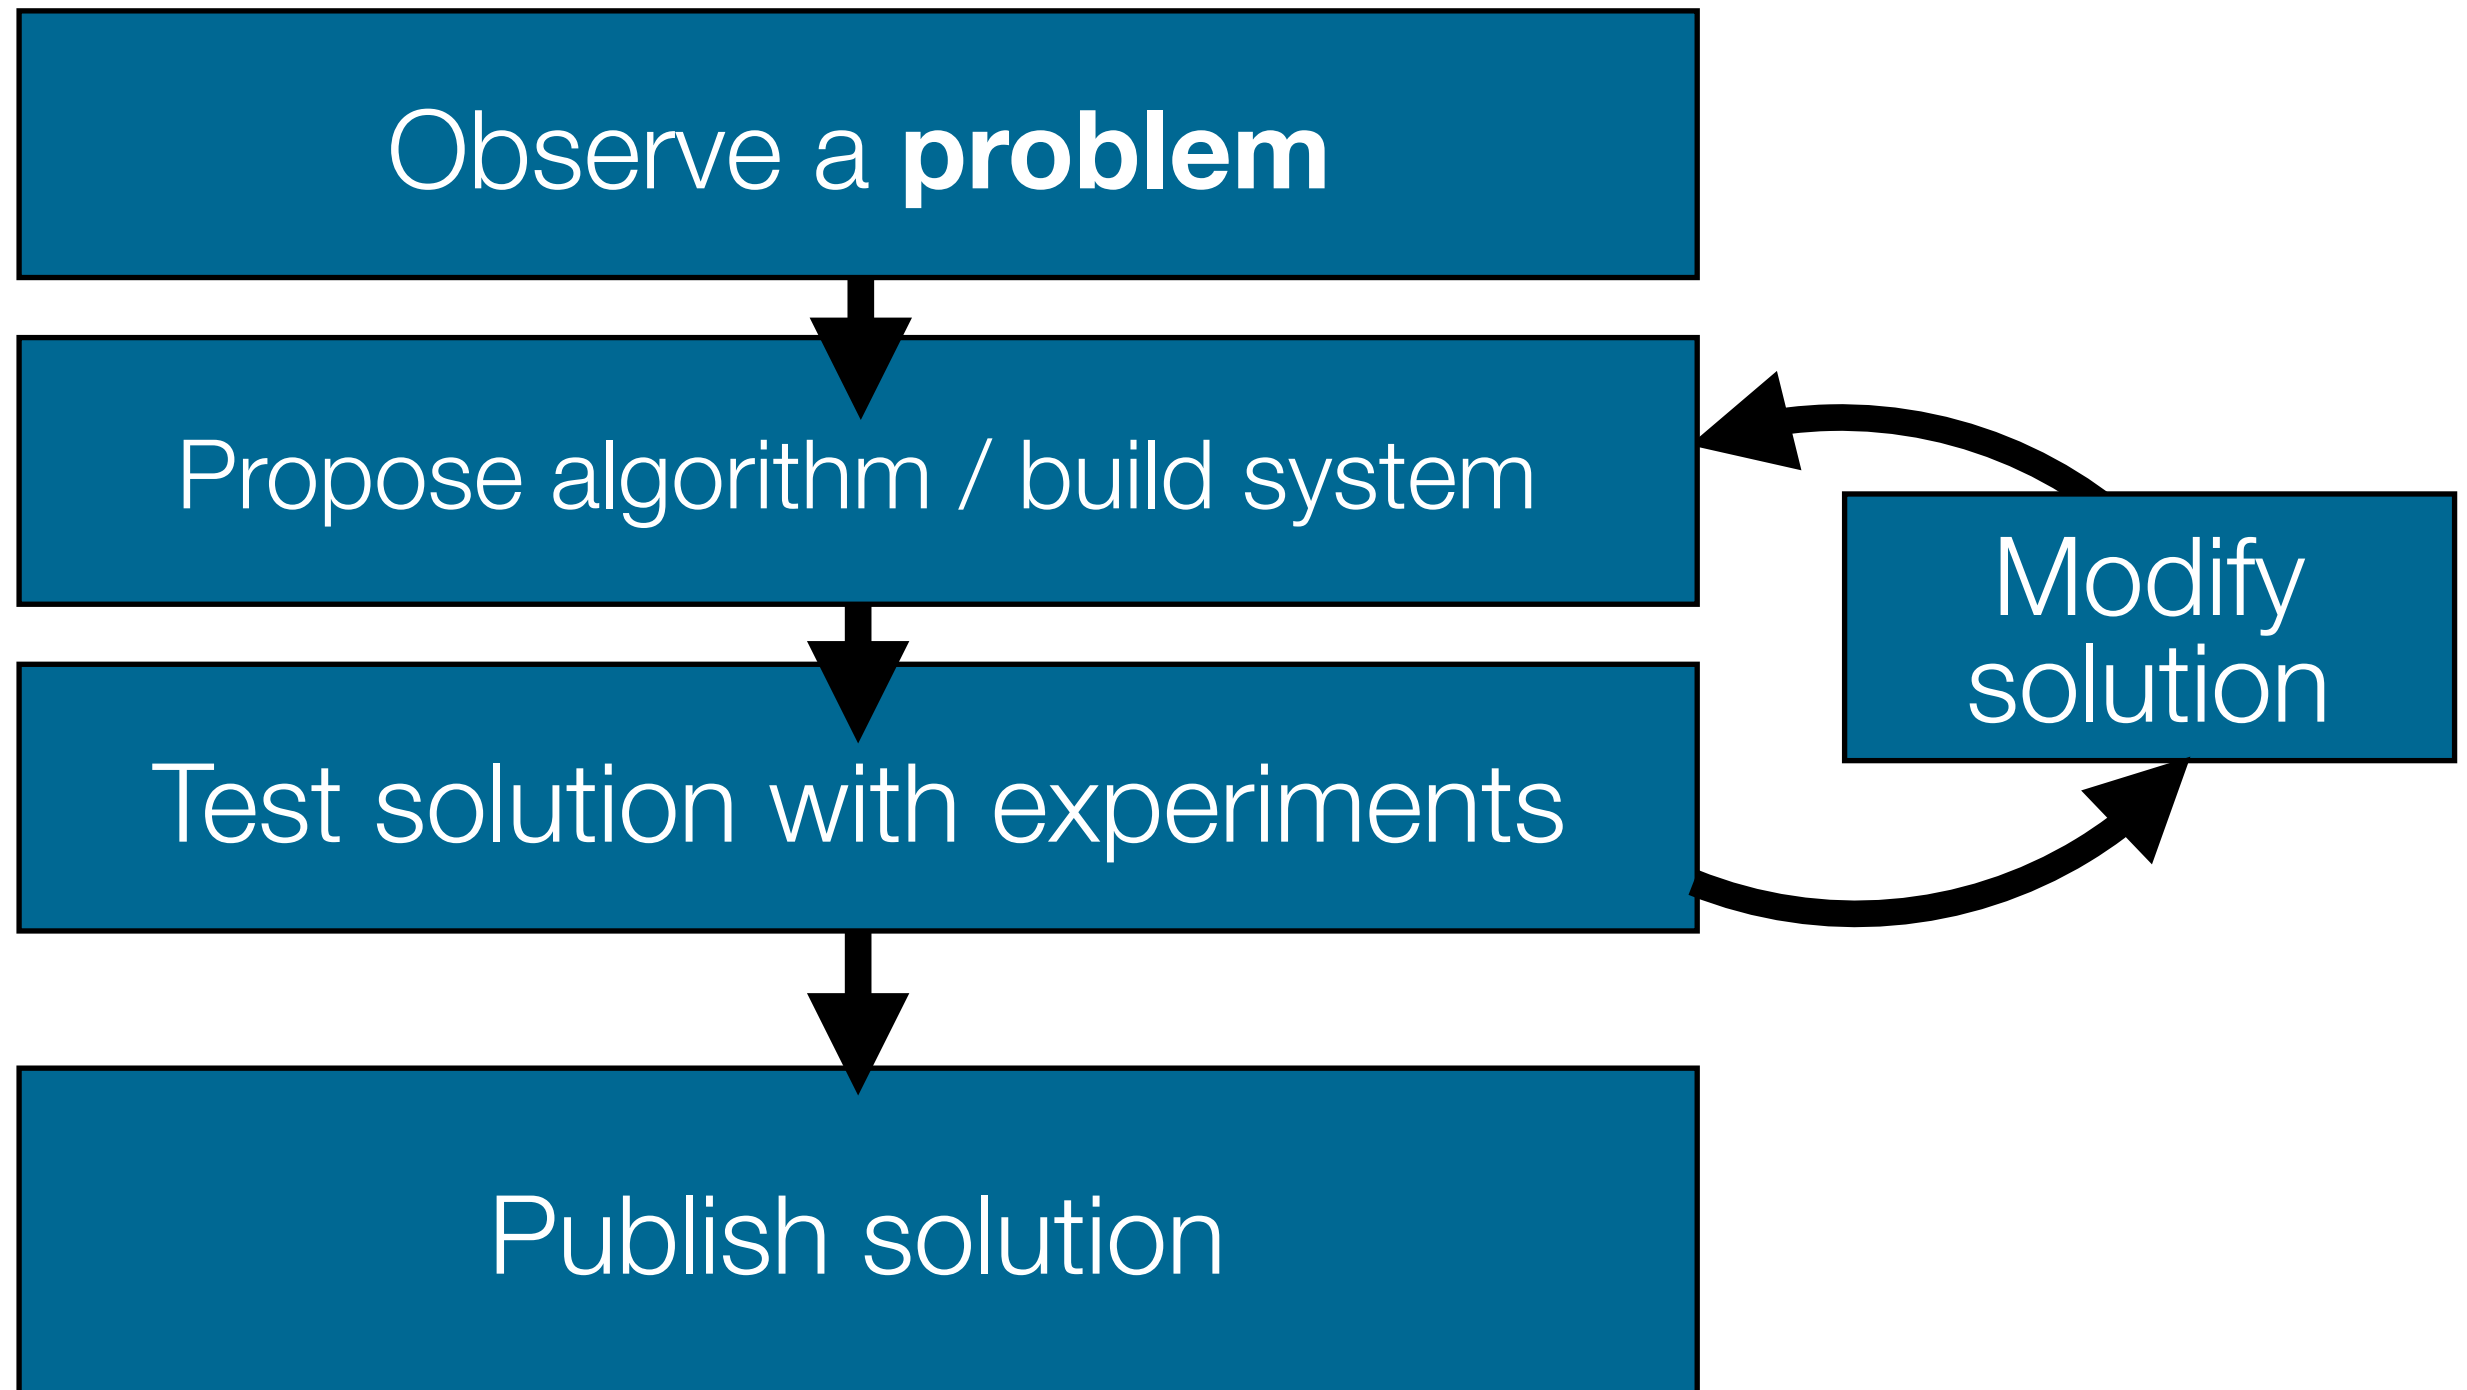 Observe a problem
Propose algorithm / build system
Modify
solution
Test solution with experiments
Publish solution